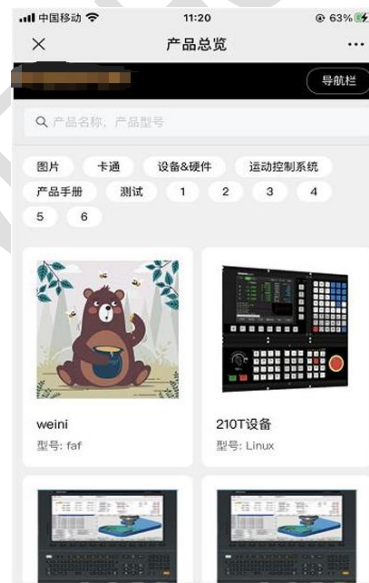 中国移动 11:20 63%
产品总览
导航栏
产品名称，产品型号
图片 卡通 设备&硬件 运动控制系统
产品手册 测试 1 2 3 4
5 6
weini 210T设备
型号: faf 型号: Linux